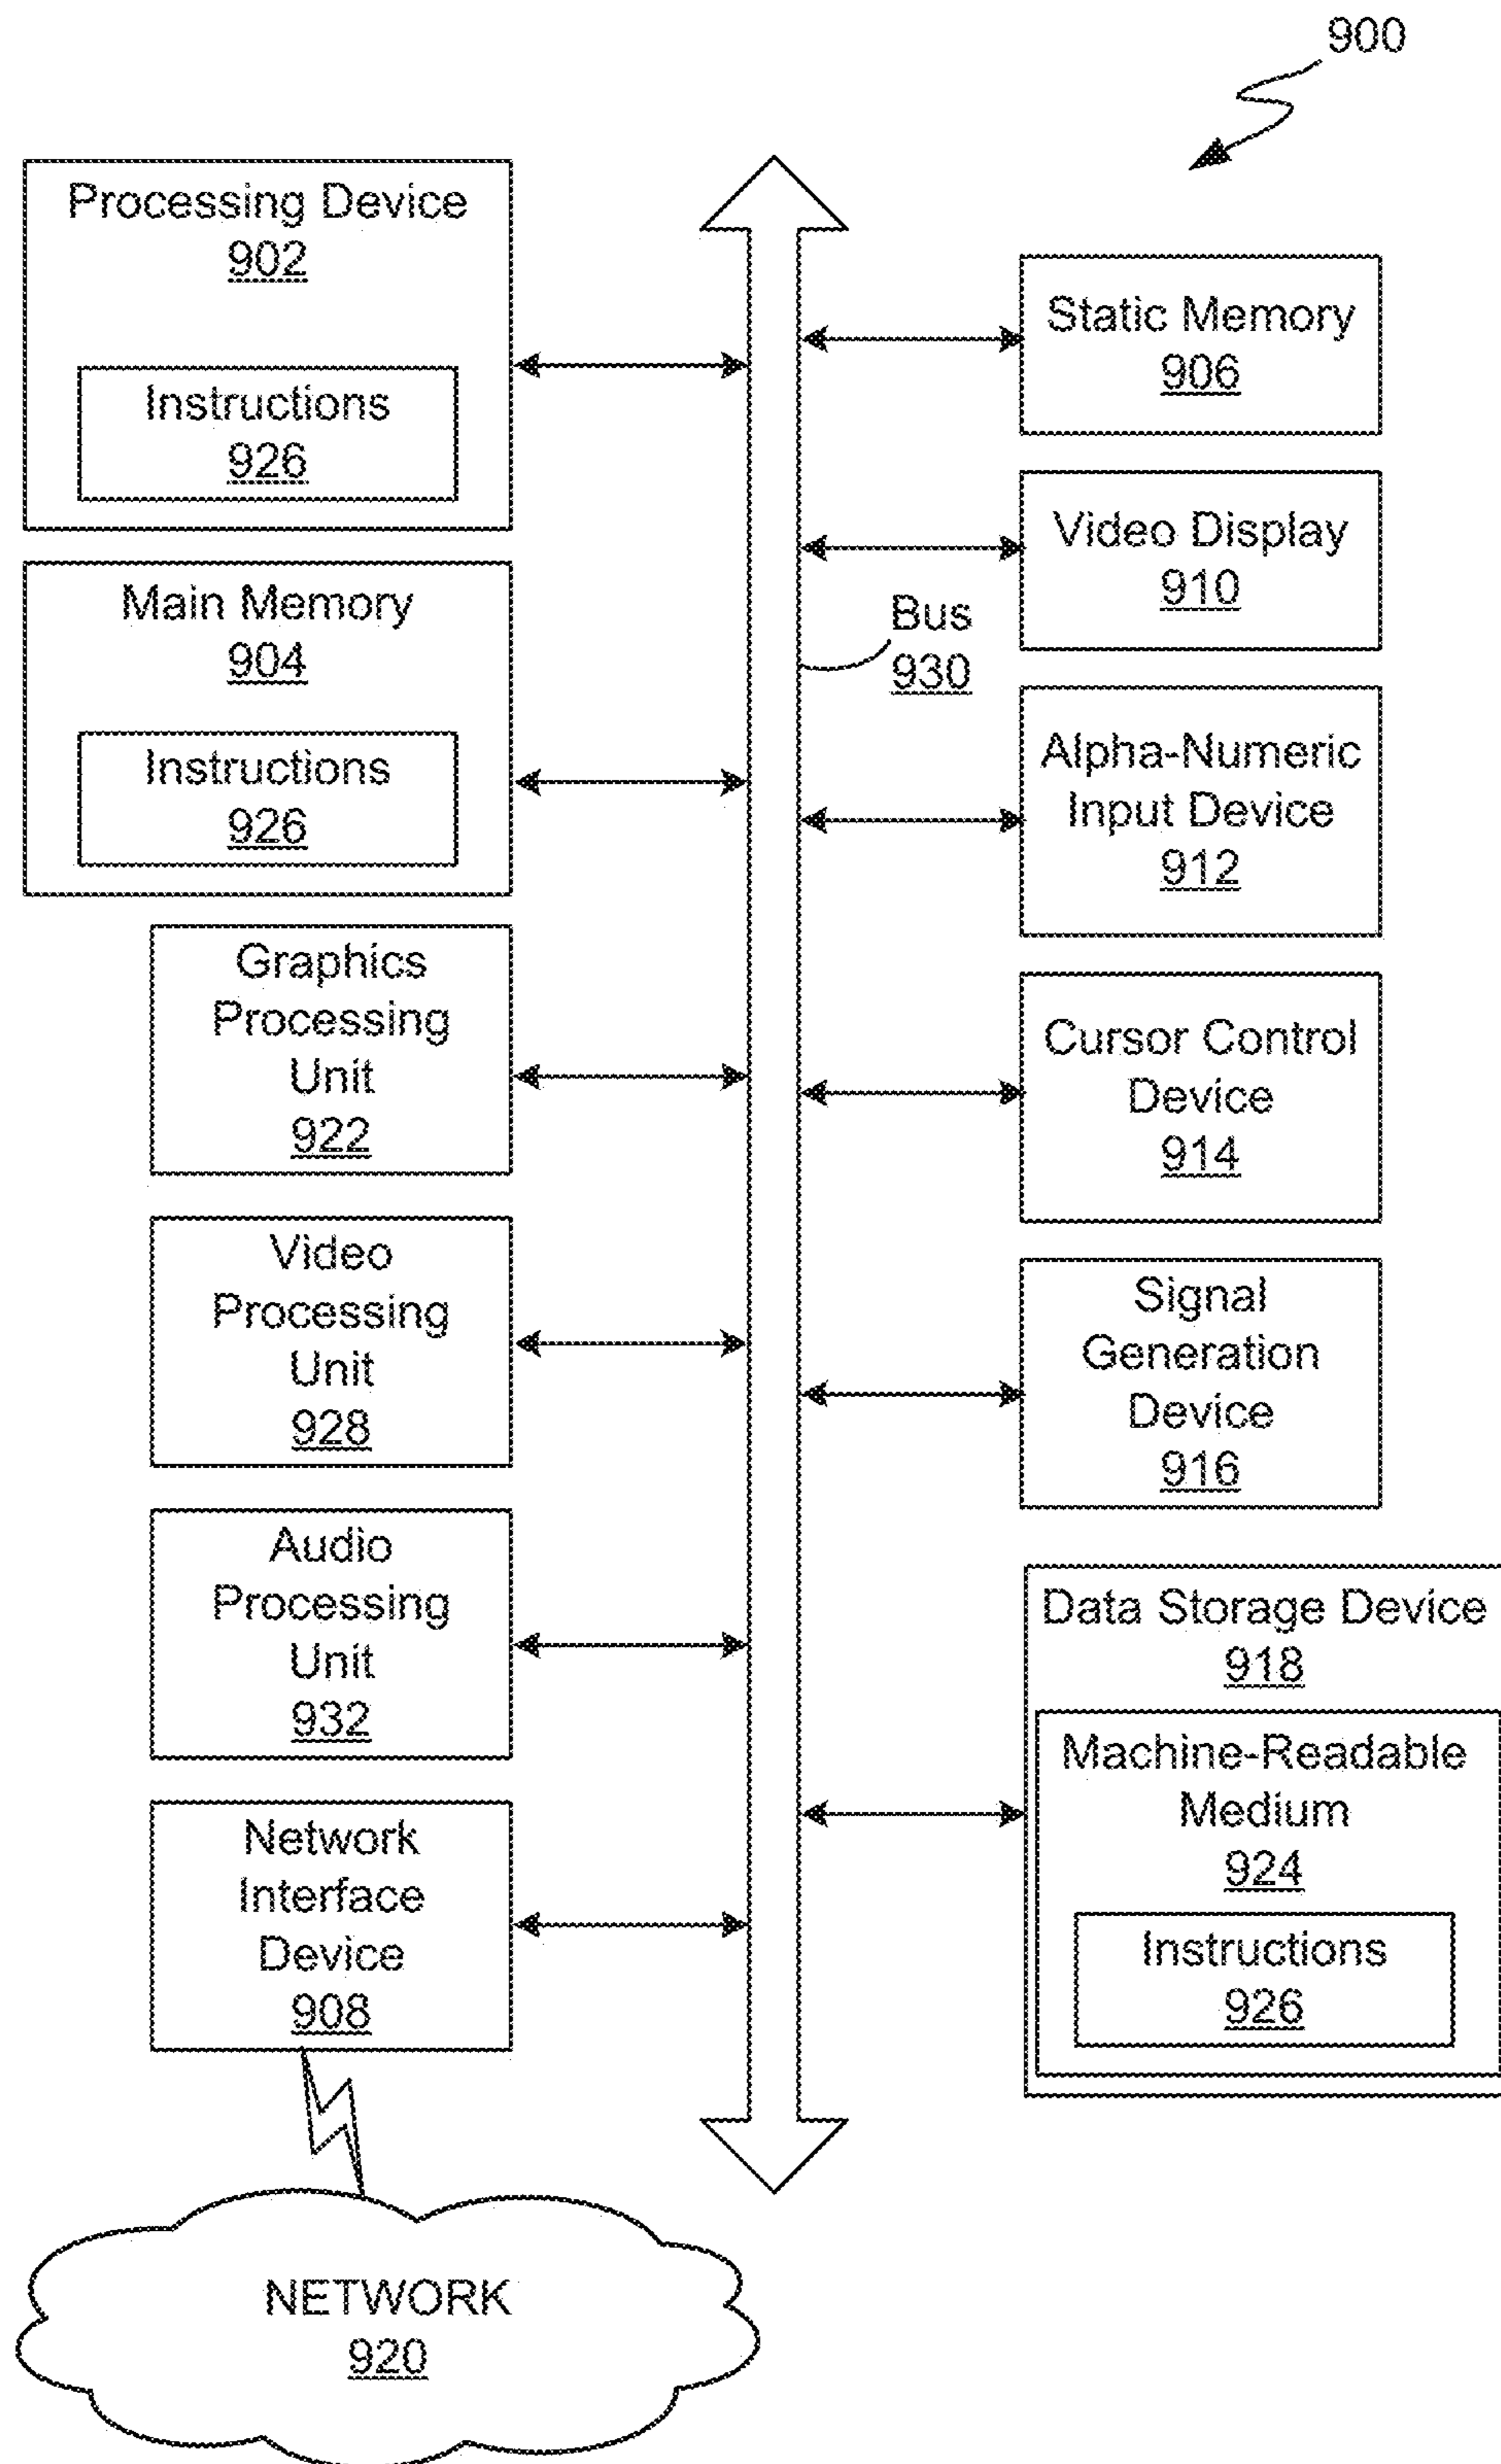 900
Processing Device
902
Instructions
926
Main Memory
904
Instructions
926
Graphics
Processing
Unit
922
Video
Processing
Unit
928
Audio
Processing
Unit
932
Network
Interface
Device
908
NETWORK
920
Bus
930
Static Memory
906
Video Display
910
Alpha-Numeric
Input Device
912
Cursor Control
Device
914
Signal
Generation
Device
916
Data Storage Device
918
Machine-Readable
Medium
924
Instructions
926